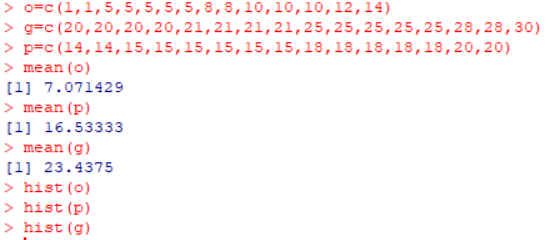 > o=c(1,1,5,5,5,5,5,8,8,10,10,10,12,14)
> g=c(20,20,20,20,21,21,21,21,25,25,25,25,25,28,28,30)
> p=c(14,14,15,15,15,15,15,15,18,18,18,18,18,20,20)
> mean(o)
[1] 7.071429
> mean(p)
[1] 16.53333
> mean(g)
[1] 23.4375
> hist(o)
> hist(p)
> hist(g)